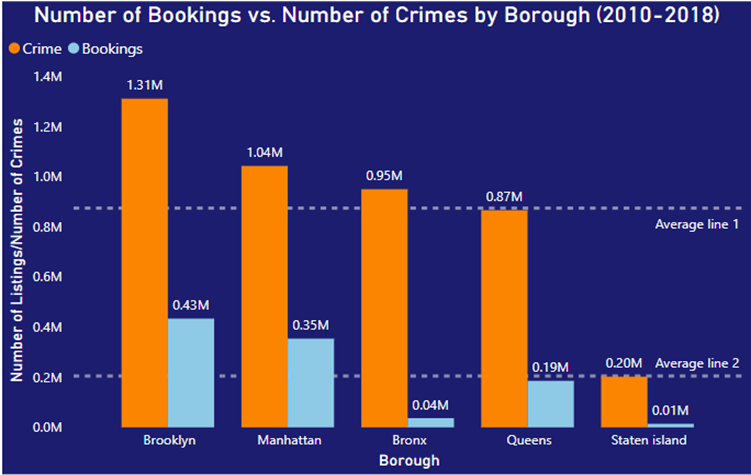 Number of Bookings vs. Number of Crimes by Borough (2010-2018)
Crime Bookings
Number of Listings/Number of Crimes
1.4M
1.2M
1.0M
0.8M
0.6M
0.4M
0.2M
0.0M
1.31M
0.43M
1.04M
0.35M
0.95M
0.04M
0.87M
0.19M
0.20M
0.01M
Average line 1
Average line 2
Brooklyn Manhattan Bronx Queens Staten island
Borough